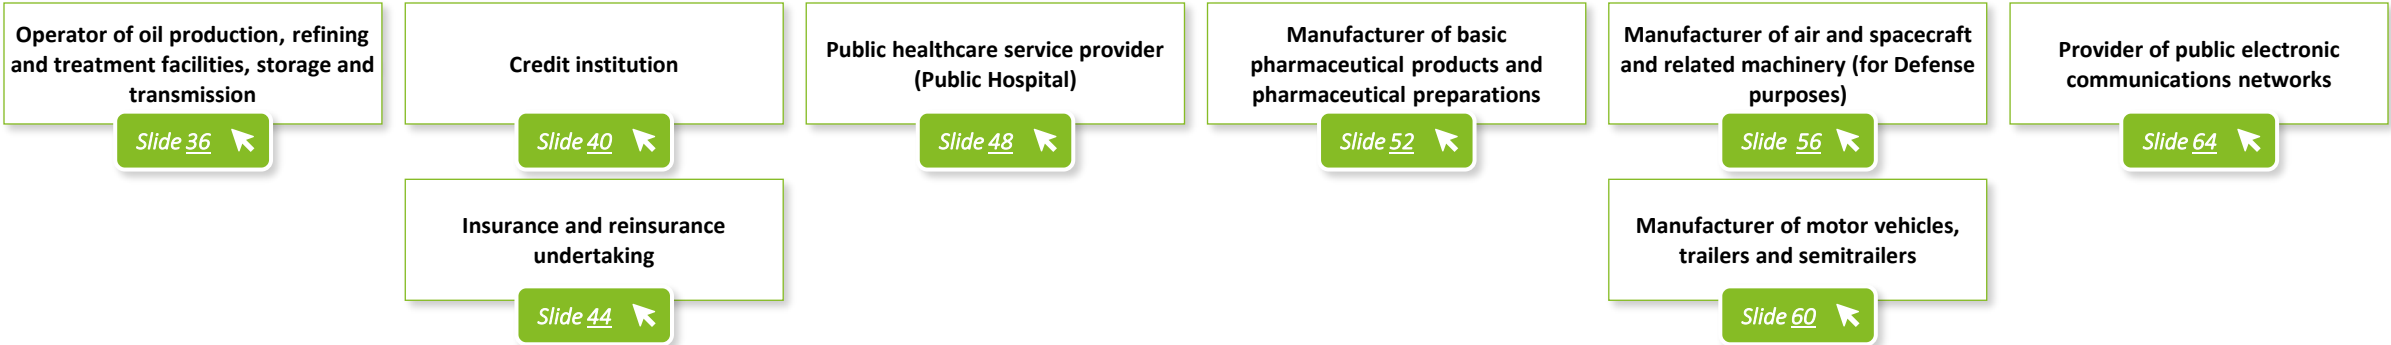 Operator of oil production, refining
and treatment facilities, storage and
transmission
Slide 36
Credit institution
Slide 40
Public healthcare service provider
(Public Hospital)
Slide 48
Manufacturer of basic
pharmaceutical products and
pharmaceutical preparations
Slide 52
Manufacturer of air and spacecraft
and related machinery (for Defense
purposes)
Slide 56
Provider of public electronic
communications networks
Slide 64
Insurance and reinsurance
undertaking
Slide 44
Manufacturer of motor vehicles,
trailers and semitrailers
Slide 60